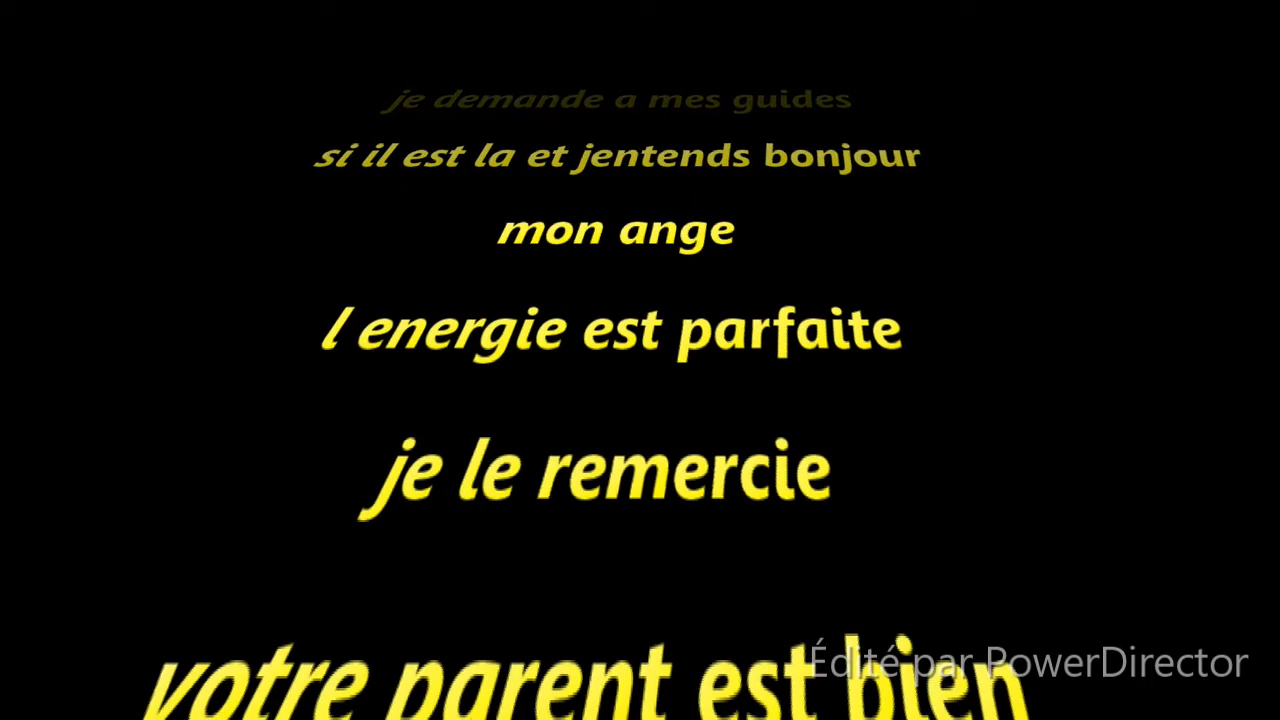 je demande a mes guides
si il est la et jentends bonjour
mon ange
l energie est parfaite
je le remercie
votre parent est bien
Édité par PowerDirector